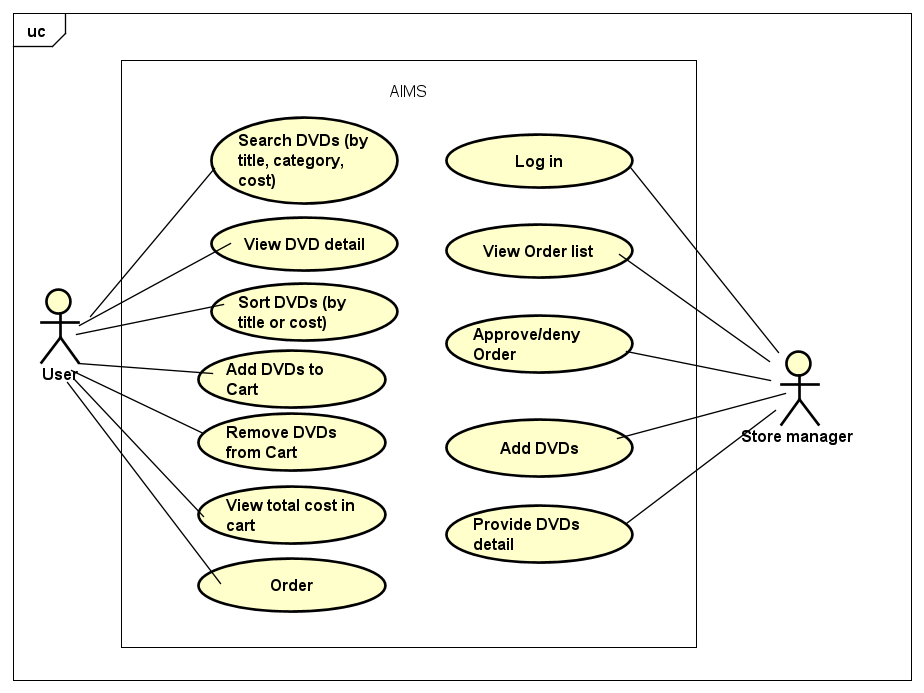 uc
AIMS
Search DVDs (by
title, category,
cost)
View DVD detail
Sort DVDs (by
title or cost)
Add DVDs to
Cart
Remove DVDs
from Cart
View total cost in
cart
Order
Log in
View Order list
Approve/deny
Order
Add DVDs
Provide DVDs
detail
User
Store manager